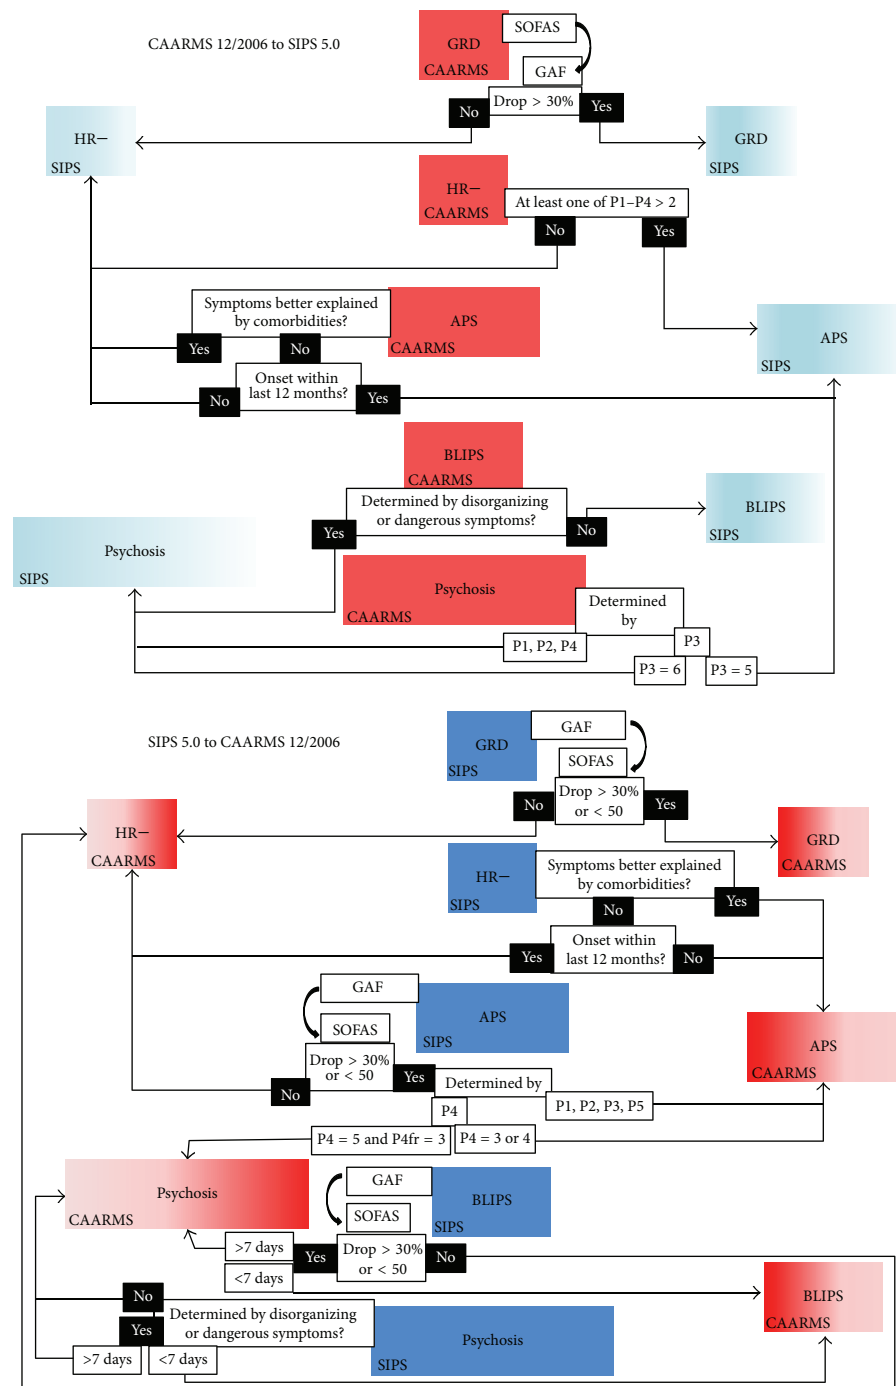 CAARMS 12/2006 to SIPS 5.0
GRD
CAARMS
SOFAS
GAF
Drop > 30%
No
Yes
HR−
SIPS
GRD
SIPS
HR−
CAARMS
At least one of P1–P4 > 2
No
Yes
Symptoms better explained
by comorbidities?
APS
CAARMS
Yes
No
Onset within
last 12 months?
No
Yes
APS
SIPS
BLIPS
CAARMS
Determined by disorganizing
or dangerous symptoms?
Yes
No
BLIPS
SIPS
Psychosis
SIPS
Psychosis
CAARMS
Determined
by
P1, P2, P4
P3
P3 = 6
P3 = 5
SIPS 5.0 to CAARMS 12/2006
GRD
SIPS
GAF
SOFAS
Drop > 30%
or < 50
No
Yes
HR−
CAARMS
GRD
CAARMS
HR−
SIPS
Symptoms better explained
by comorbidities?
No
Yes
Onset within
last 12 months?
Yes
No
GAF
SOFAS
APS
SIPS
Drop > 30%
or < 50
No
Yes
APS
CAARMS
Determined by
P4
P1, P2, P3, P5
P4 = 5 and P4fr = 3
P4 = 3 or 4
Psychosis
CAARMS
GAF
SOFAS
BLIPS
SIPS
Drop > 30%
or < 50
>7 days
Yes
No
<7 days
BLIPS
CAARMS
No
Yes
Determined by disorganizing
or dangerous symptoms?
Psychosis
SIPS
>7 days
<7 days